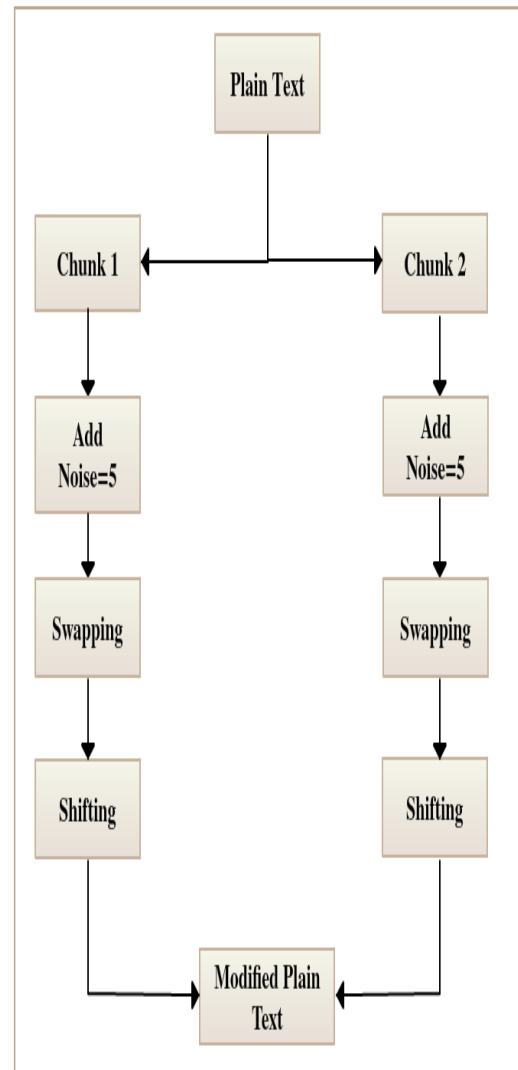 Plain Text
Chunk 1
Chunk 2
Add
Noise=5
Add
Noise=5
Swapping
Swapping
Shifting
Shifting
Modified Plain
Text